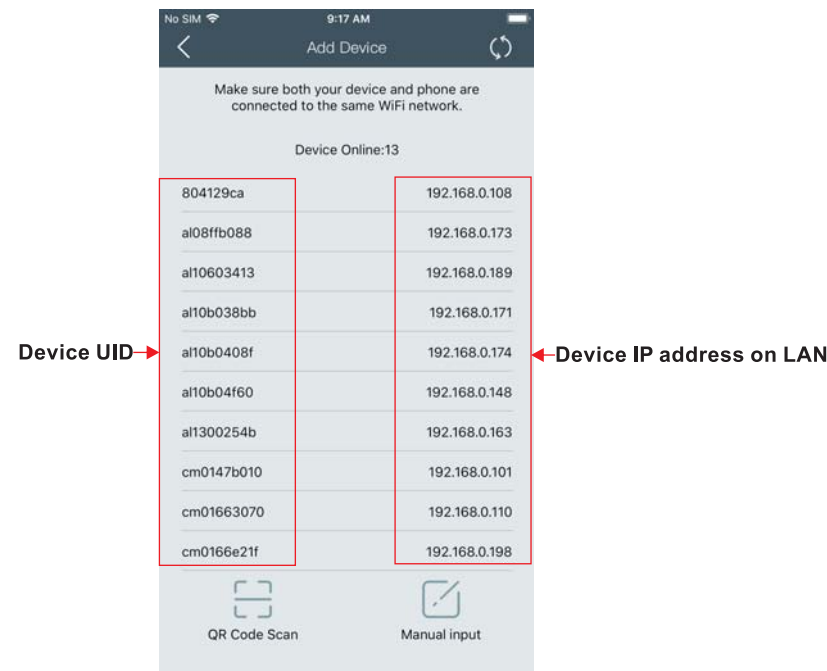 No SIM 9:17 AM
Add Device
Make sure both your device and phone are
connected to the same WiFi network.
Device Online:13
804129ca 192.168.0.108
al08ffb088 192.168.0.173
al10603413 192.168.0.189
al10b038bb 192.168.0.171
Device UID al10b0408f 192.168.0.174 Device IP address on LAN
al10b04f60 192.168.0.148
al1300254b 192.168.0.163
cm0147b010 192.168.0.101
cm01663070 192.168.0.110
cm0166e21f 192.168.0.198
QR Code Scan Manual input